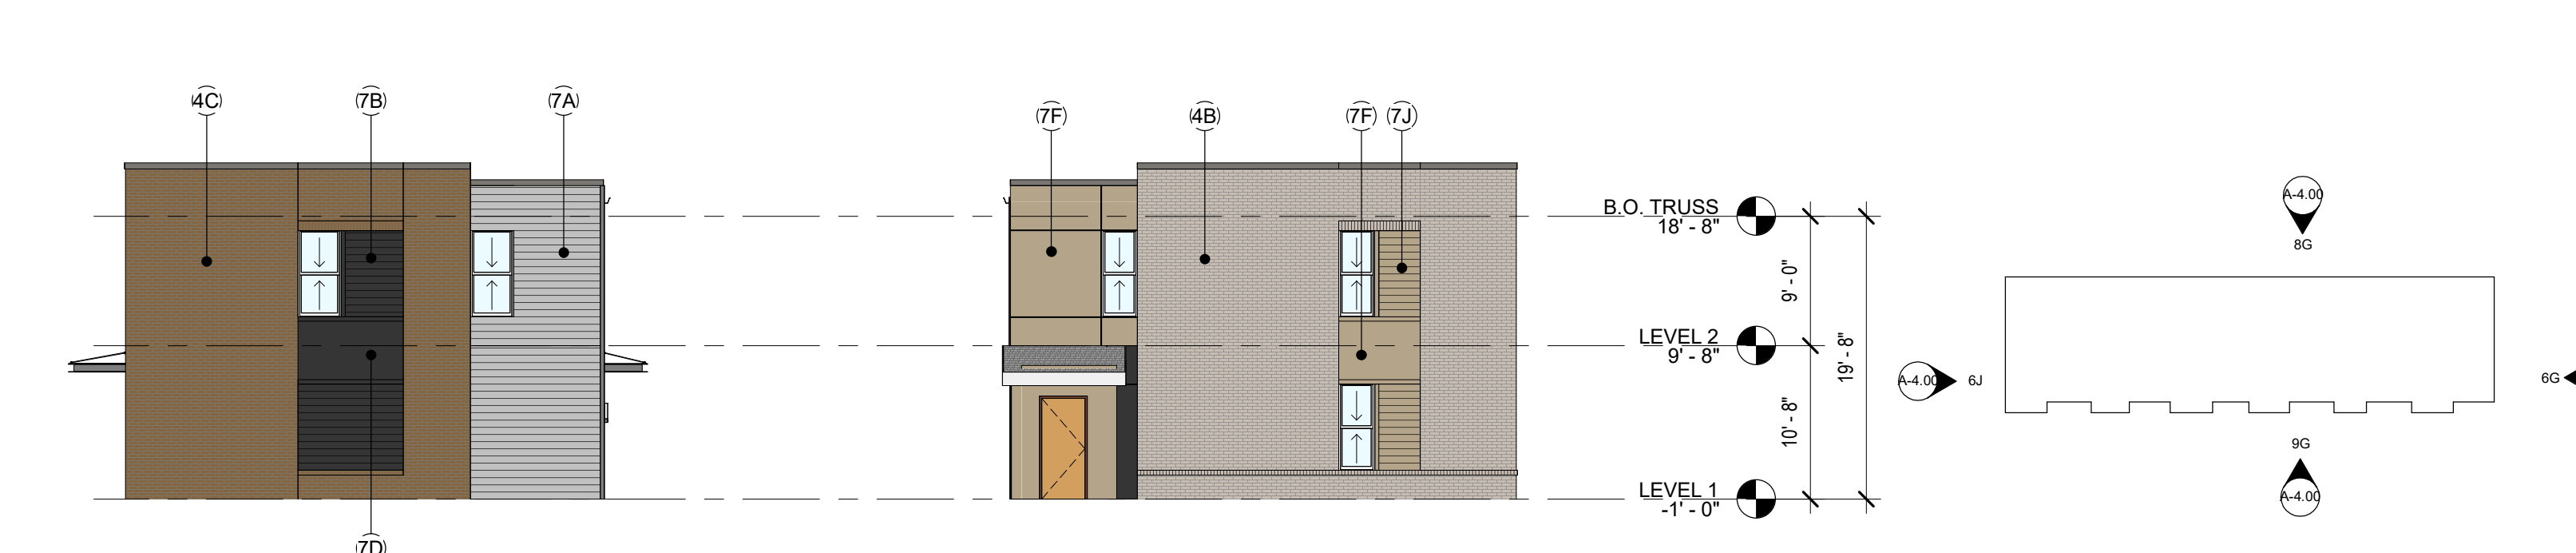 (4C)
(7B)
(7A)
(7D)
(7F)
(4B)
(7F)
(7J)
B.O. TRUSS
18' - 8"
LEVEL 2
9' - 8"
LEVEL 1
-1' - 0"
9' - 0"
10' - 8"
19' - 8"
A-4.00
8G
A-4.00
6J
6G
9G
A-4.00